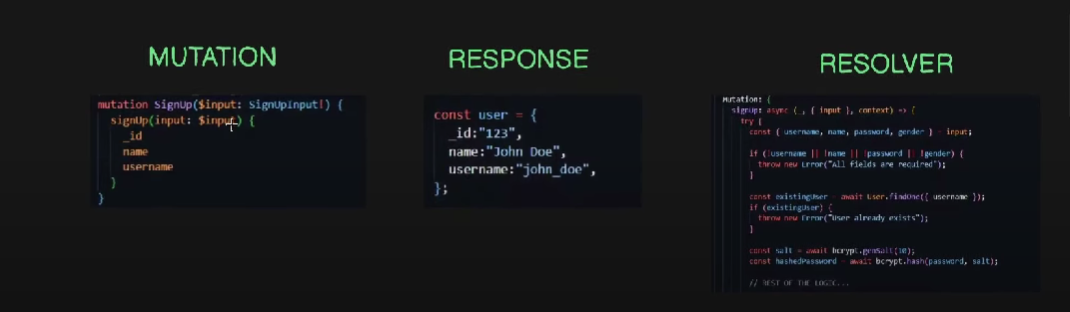 MUTATION
mutation SignUp($input: SignUpInput!) {
signUp(input: $input) {
_id
name
username
}
}
RESPONSE
const user = {
_id:"123",
name:"John Doe",
username:"john_doe",
};
RESOLVER
Mutation: {
signUp: async (_, { input }, context) => {
try {
const { username, name, password, gender } = input;
if (!username || !name || !password || !gender) {
throw new Error("All fields are required");
}
const existingUser = await User.findOne({ username });
if (existingUser) {
throw new Error("User already exists");
}
const salt = await bcrypt.genSalt(10);
const hashedPassword = await bcrypt.hash(password, salt);
// REST OF THE LOGIC...